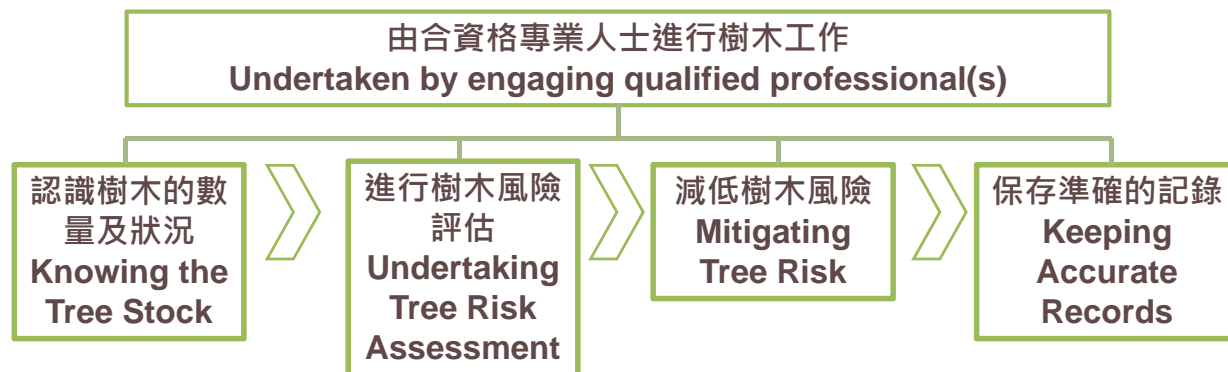 由合資格專業人士進行樹木工作
Undertaken by engaging qualified professional(s)
認識樹木的數
量及狀況
Knowing the
Tree Stock
進行樹木風險
評估
Undertaking
Tree Risk
Assessment
減低樹木風險
Mitigating
Tree Risk
保存準確的記錄
Keeping
Accurate
Records